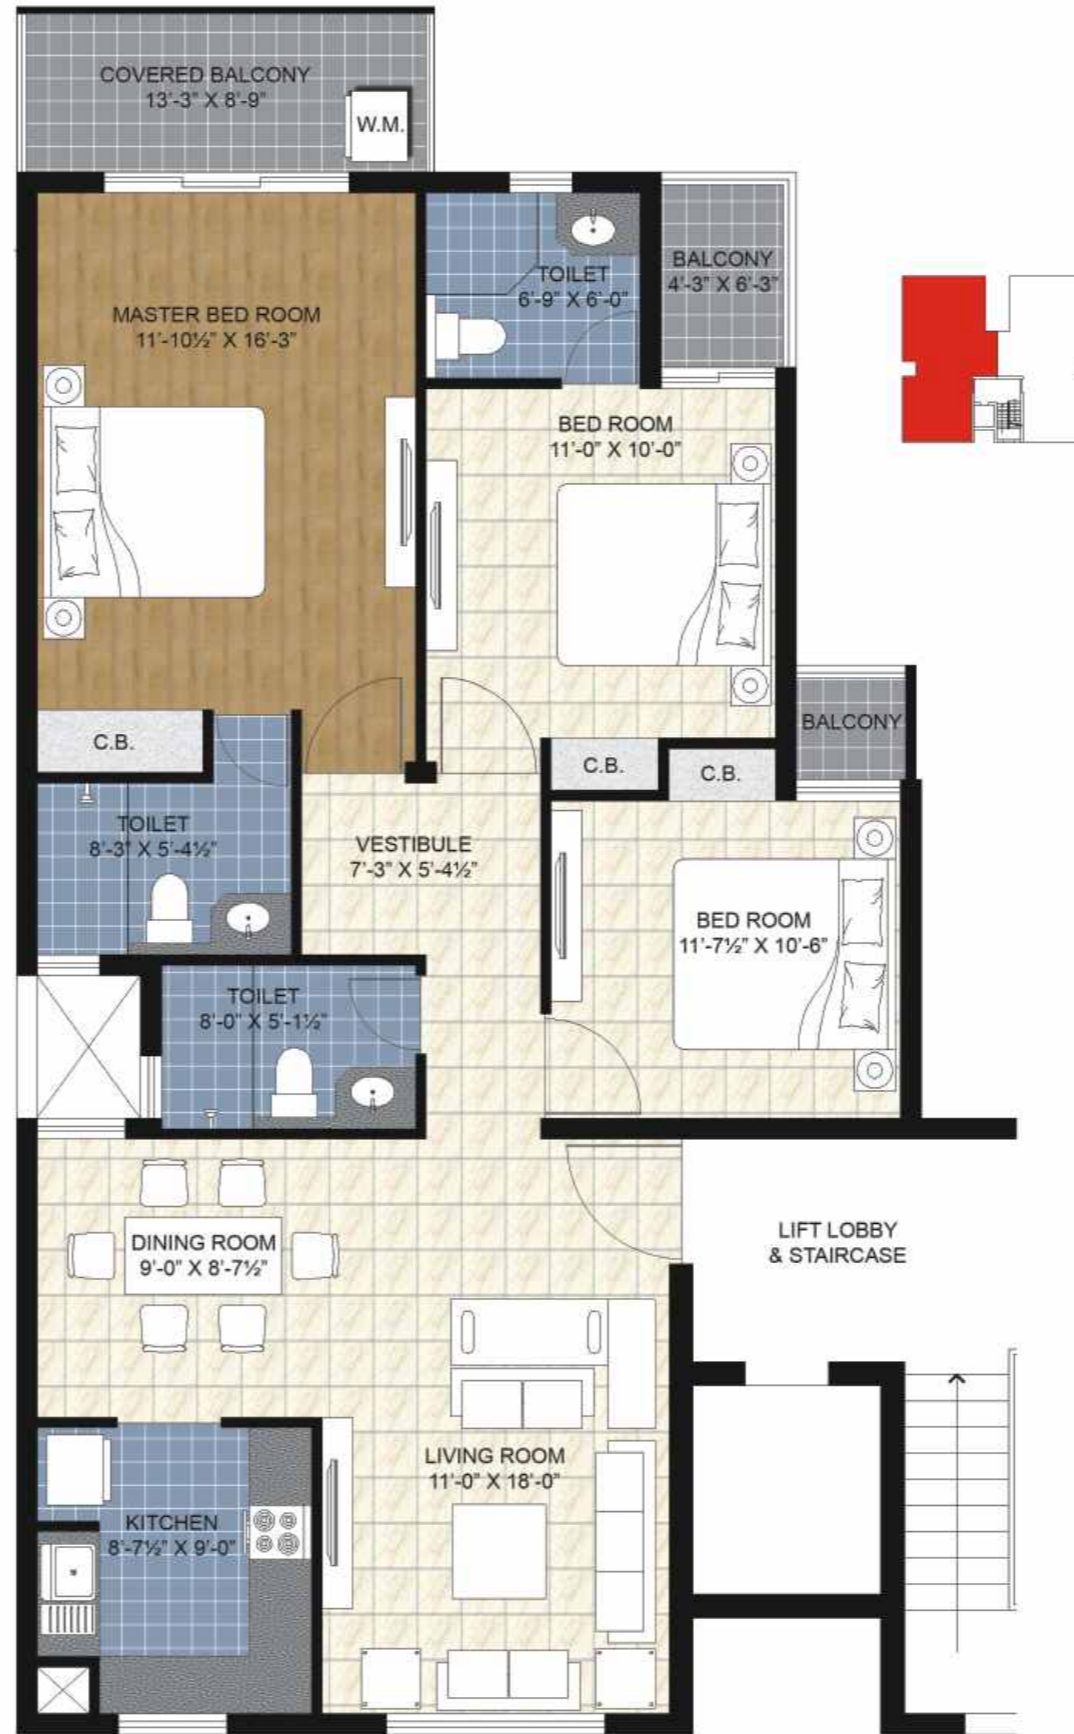 COVERED BALCONY
13'-3" X 8'-9"
W.M.
TOILET
6'-9" X 6'-0"
BALCONY
4'-3" X 6'-3"
MASTER BED ROOM
11'-10½" X 16'-3"
BED ROOM
11'-0" X 10'-0"
BALCONY
C.B.
C.B.
C.B.
TOILET
8'-3" X 5'-4½"
VESTIBULE
7'-3" X 5'-4½"
BED ROOM
11'-7½" X 10'-6"
TOILET
8'-0" X 5'-1½"
DINING ROOM
9'-0" X 8'-7½"
LIFT LOBBY
& STAIRCASE
LIVING ROOM
11'-0" X 18'-0"
KITCHEN
8'-7½" X 9'-0"